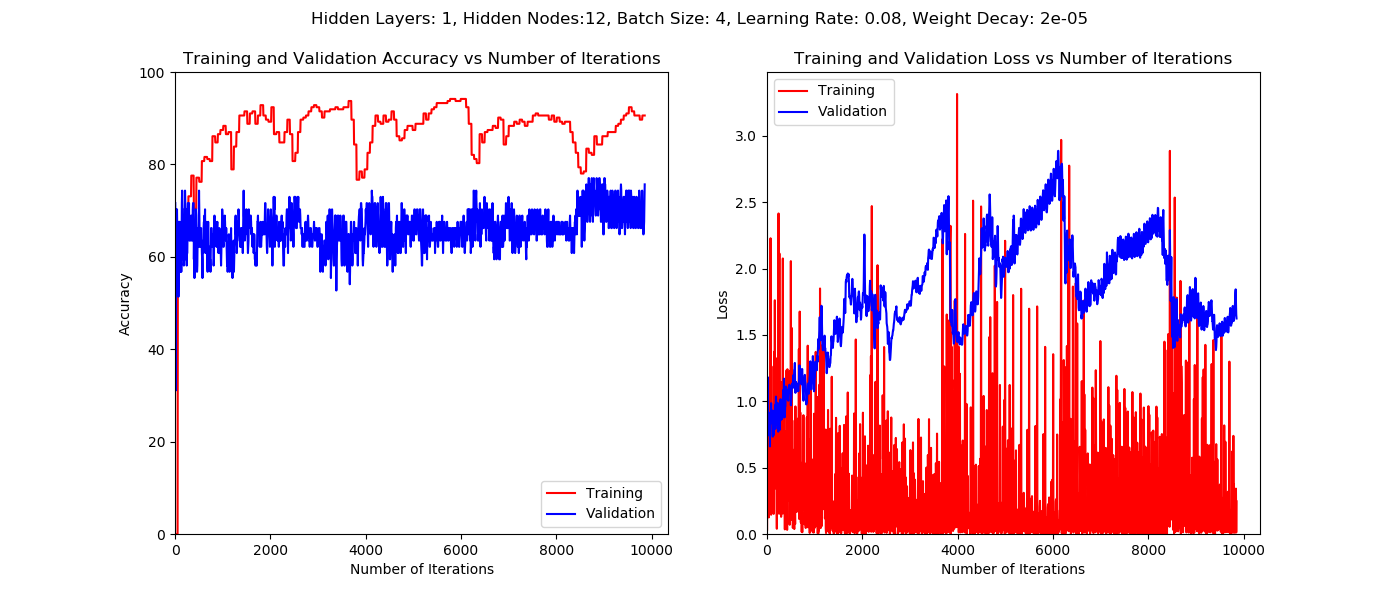 Hidden Layers: 1, Hidden Nodes:12, Batch Size: 4, Learning Rate: 0.08, Weight Decay: 2e-05
Training and Validation Accuracy vs Number of Iterations
100
80
60
40
20
0
Accuracy
0 2000 4000 6000 8000 10000
Number of Iterations
Training
Validation
Training and Validation Loss vs Number of Iterations
Training
Validation
3.0
2.5
2.0
1.5
1.0
0.5
0.0
Loss
0 2000 4000 6000 8000 10000
Number of Iterations